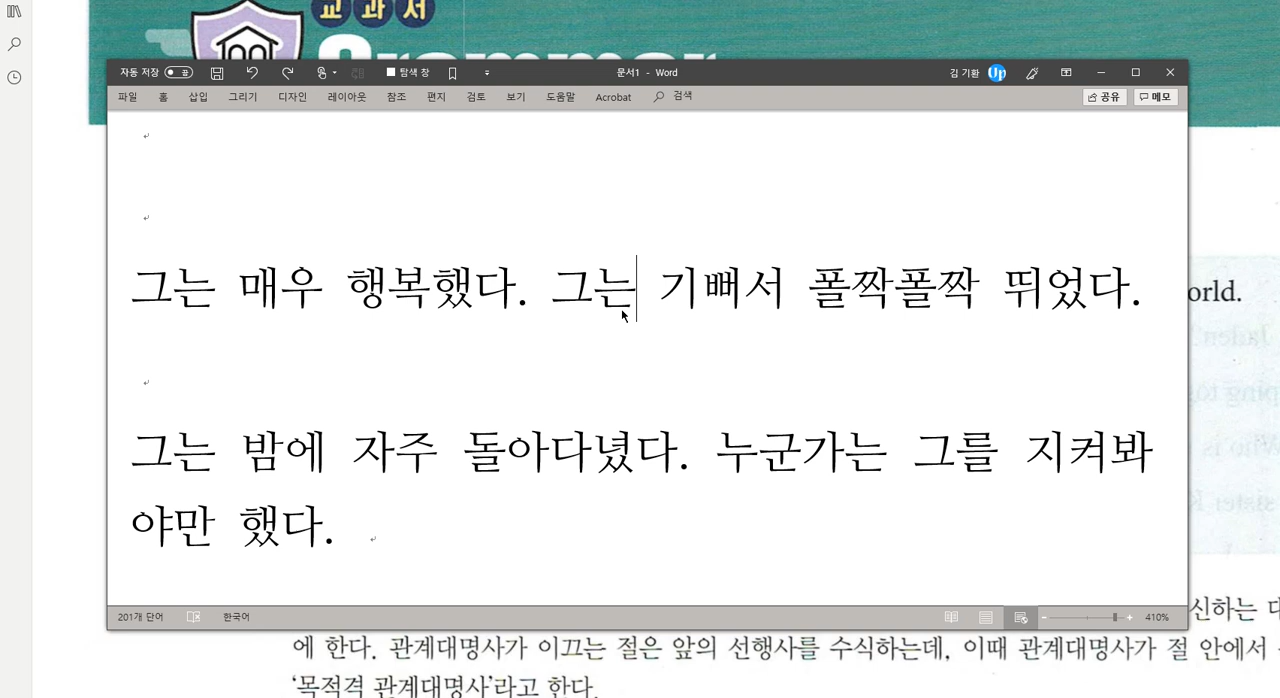 교과서
Grammar
자동 저장 끔 탐색 창 문서1 - Word 김 기환 Up
파일 홈 삽입 그리기 디자인 레이아웃 참조 편지 검토 보기 도움말 Acrobat 검색 공유 메모
그는 매우 행복했다. 그는 기뻐서 폴짝폴짝 뛰었다.
orld.
그는 밤에 자주 돌아다녔다. 누군가는 그를 지켜봐
야만 했다.
201개 단어 한국어 410%
신하는 대
에 한다. 관계대명사가 이끄는 절은 앞의 선행사를 수식하는데, 이때 관계대명사가 절 안에서
‘목적격 관계대명사’라고 한다.